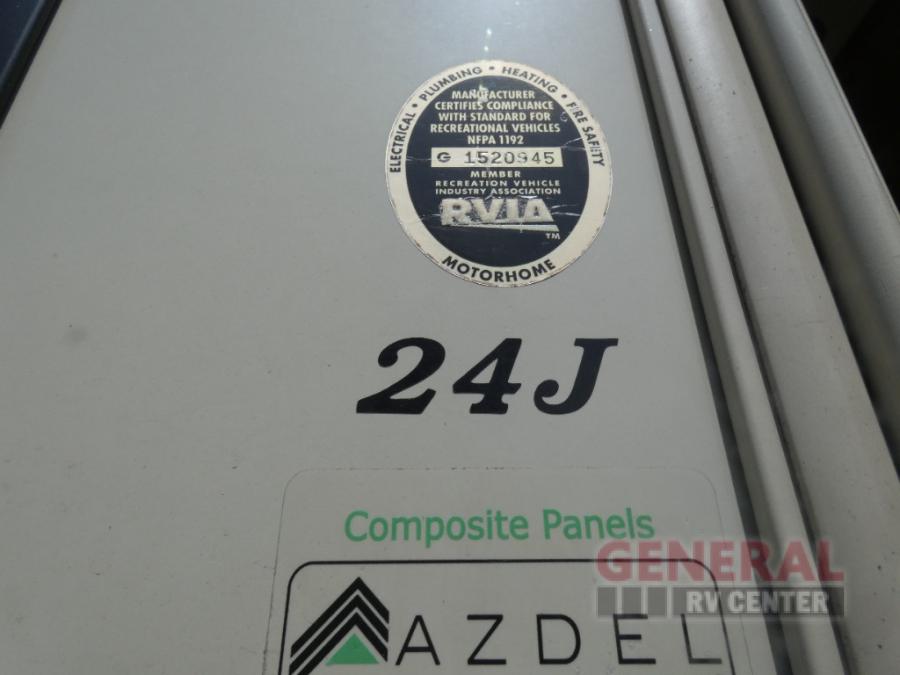 ELECTRICAL • PLUMBING • HEATING • FIRE SAFETY
MANUFACTURER
CERTIFIES COMPLIANCE
WITH STANDARD FOR
RECREATIONAL VEHICLES
NFPA 1192
G 1520945
MEMBER
RECREATION VEHICLE
INDUSTRY ASSOCIATION
RVIA
TM
MOTORHOME
24J
Composite Panels
AZDEL
GENERAL
RV CENTER